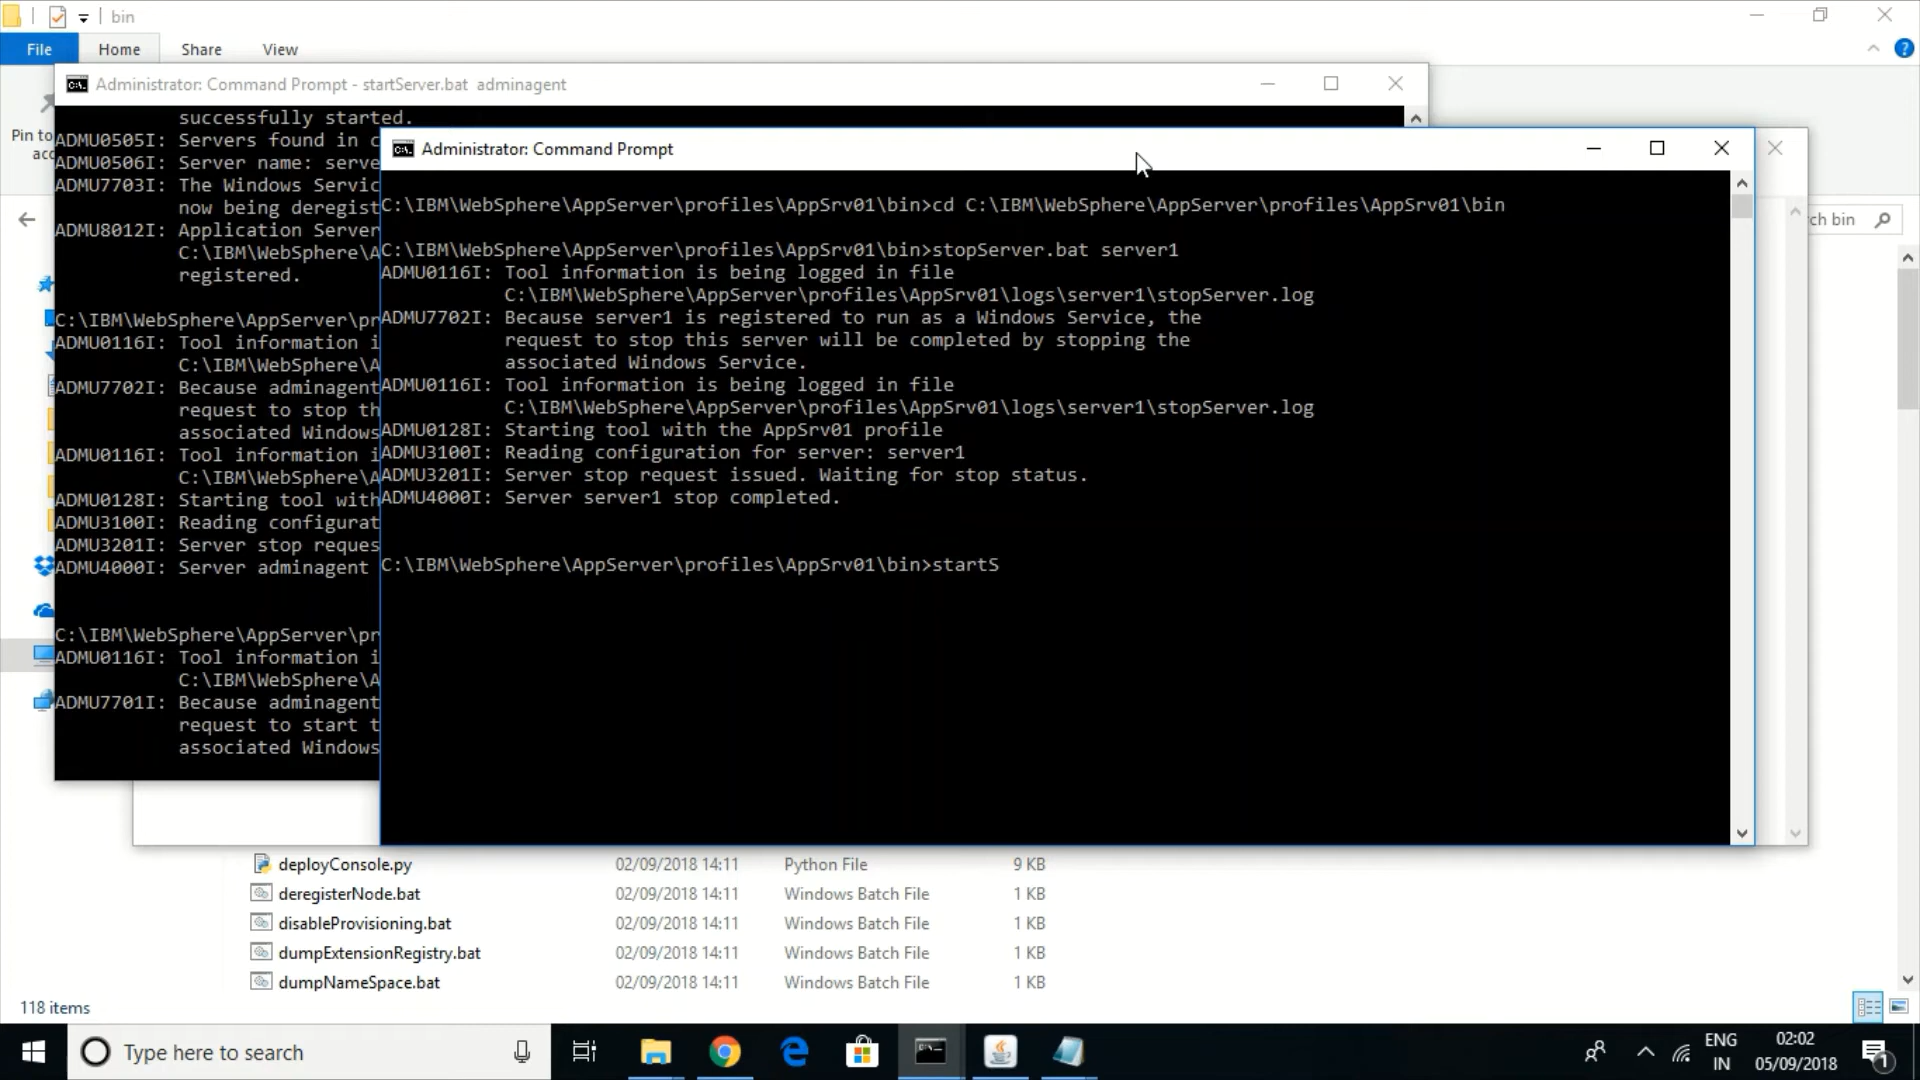 bin
File
Home
Share
View
Administrator: Command Prompt - startServer.bat  adminagent
Pin to
successfully started.
ADMU0505I: Servers found in c
ADMU0506I: Server name: serve
ADMU7703I: The Windows Servic
now being deregist
ADMU8012I: Application Server
C:\IBM\WebSphere\A
registered.
C:\IBM\WebSphere\AppServer\pr
ADMU0116I: Tool information i
C:\IBM\WebSphere\A
ADMU7702I: Because adminagent
request to stop th
associated Windows
ADMU0116I: Tool information i
C:\IBM\WebSphere\A
ADMU0128I: Starting tool with
ADMU3100I: Reading configurat
ADMU3201I: Server stop reques
ADMU4000I: Server adminagent
C:\IBM\WebSphere\AppServer\pr
ADMU0116I: Tool information i
C:\IBM\WebSphere\A
ADMU7701I: Because adminagent
request to start t
associated Windows
Administrator: Command Prompt
C:\IBM\WebSphere\AppServer\profiles\AppSrv01\bin>cd C:\IBM\WebSphere\AppServer\profiles\AppSrv01\bin
C:\IBM\WebSphere\AppServer\profiles\AppSrv01\bin>stopServer.bat server1
ADMU0116I: Tool information is being logged in file
C:\IBM\WebSphere\AppServer\profiles\AppSrv01\logs\server1\stopServer.log
ADMU7702I: Because server1 is registered to run as a Windows Service, the
request to stop this server will be completed by stopping the
associated Windows Service.
ADMU0116I: Tool information is being logged in file
C:\IBM\WebSphere\AppServer\profiles\AppSrv01\logs\server1\stopServer.log
ADMU0128I: Starting tool with the AppSrv01 profile
ADMU3100I: Reading configuration for server: server1
ADMU3201I: Server stop request issued. Waiting for stop status.
ADMU4000I: Server server1 stop completed.
C:\IBM\WebSphere\AppServer\profiles\AppSrv01\bin>startS
rch bin
deployConsole.py 02/09/2018 14:11 Python File 9 KB
deregisterNode.bat 02/09/2018 14:11 Windows Batch File 1 KB
disableProvisioning.bat 02/09/2018 14:11 Windows Batch File 1 KB
dumpExtensionRegistry.bat 02/09/2018 14:11 Windows Batch File 1 KB
dumpNameSpace.bat 02/09/2018 14:11 Windows Batch File 1 KB
118 items
Type here to search
ENG
IN
02:02
05/09/2018
1